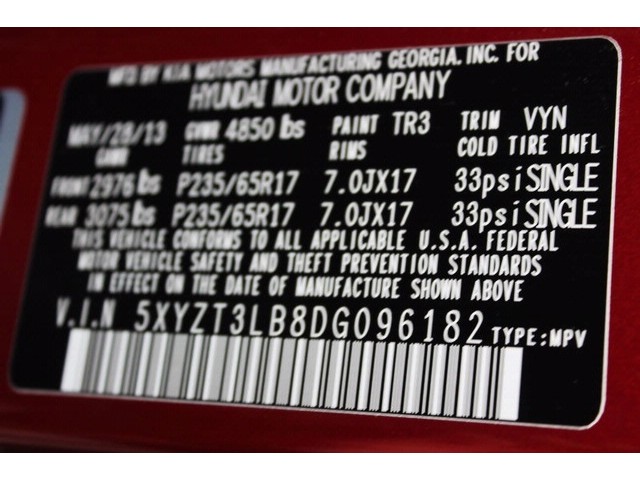 MFD BY KIA MOTORS MANUFACTURING GEORGIA. INC. FOR
HYUNDAI MOTOR COMPANY
MAY/28/13 GVWR 4850 lbs PAINT TR3 TRIM VYN
GAWR TIRES RIMS COLD TIRE INFL
FRONT 2976 lbs P235/65R17 7.0JX17 33psi SINGLE
REAR 3075 lbs P235/65R17 7.0JX17 33psi SINGLE
THIS VEHICLE CONFORMS TO ALL APPLICABLE U.S.A. FEDERAL
MOTOR VEHICLE SAFETY AND THEFT PREVENTION STANDARDS
IN EFFECT ON THE DATE OF MANUFACTURE SHOWN ABOVE
V.I.N 5XYZT3LB8DG096182 TYPE:MPV